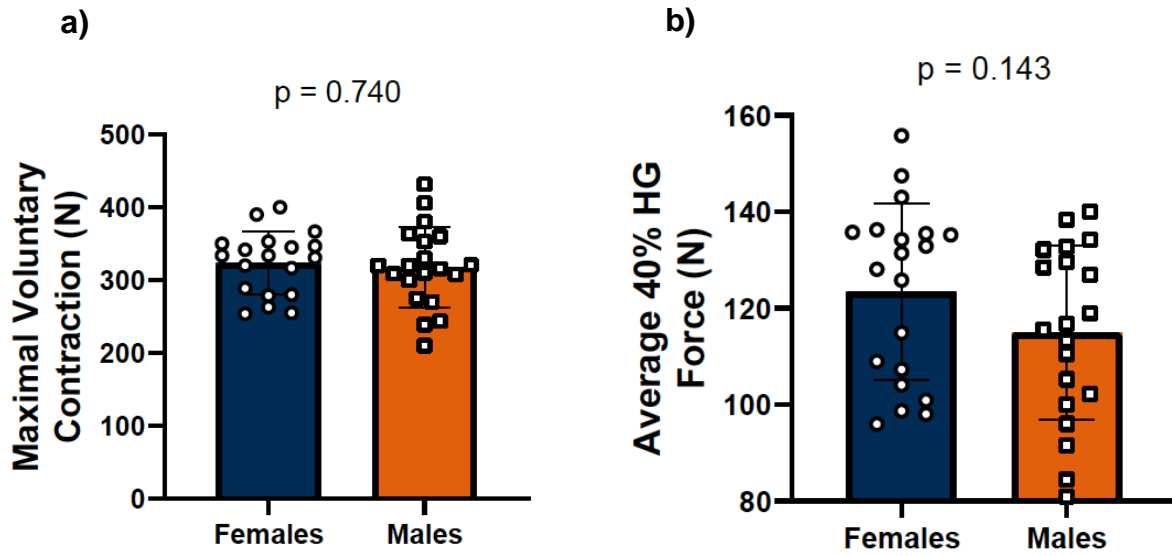 a)
p = 0.740
Maximal Voluntary
Contraction (N)
500
400
300
200
100
0
Females
Males
b)
p = 0.143
Average 40% HG
Force (N)
160
140
120
100
80
Females
Males